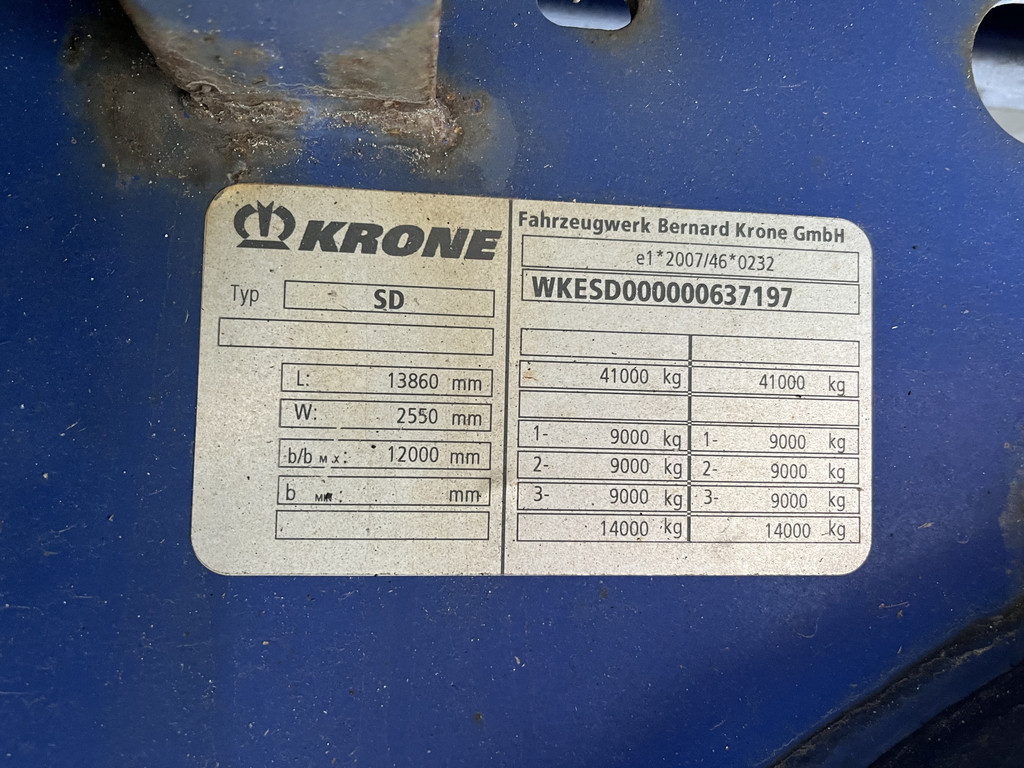 KRONE
Typ SD
L: 13860 mm
W: 2550 mm
b/b M X: 12000 mm
b MIN: mm
Fahrzeugwerk Bernard Krone GmbH
e1*2007/46*0232
WKESD000000637197
41000 kg 41000 kg
1- 9000 kg 1- 9000 kg
2- 9000 kg 2- 9000 kg
3- 9000 kg 3- 9000 kg
14000 kg 14000 kg